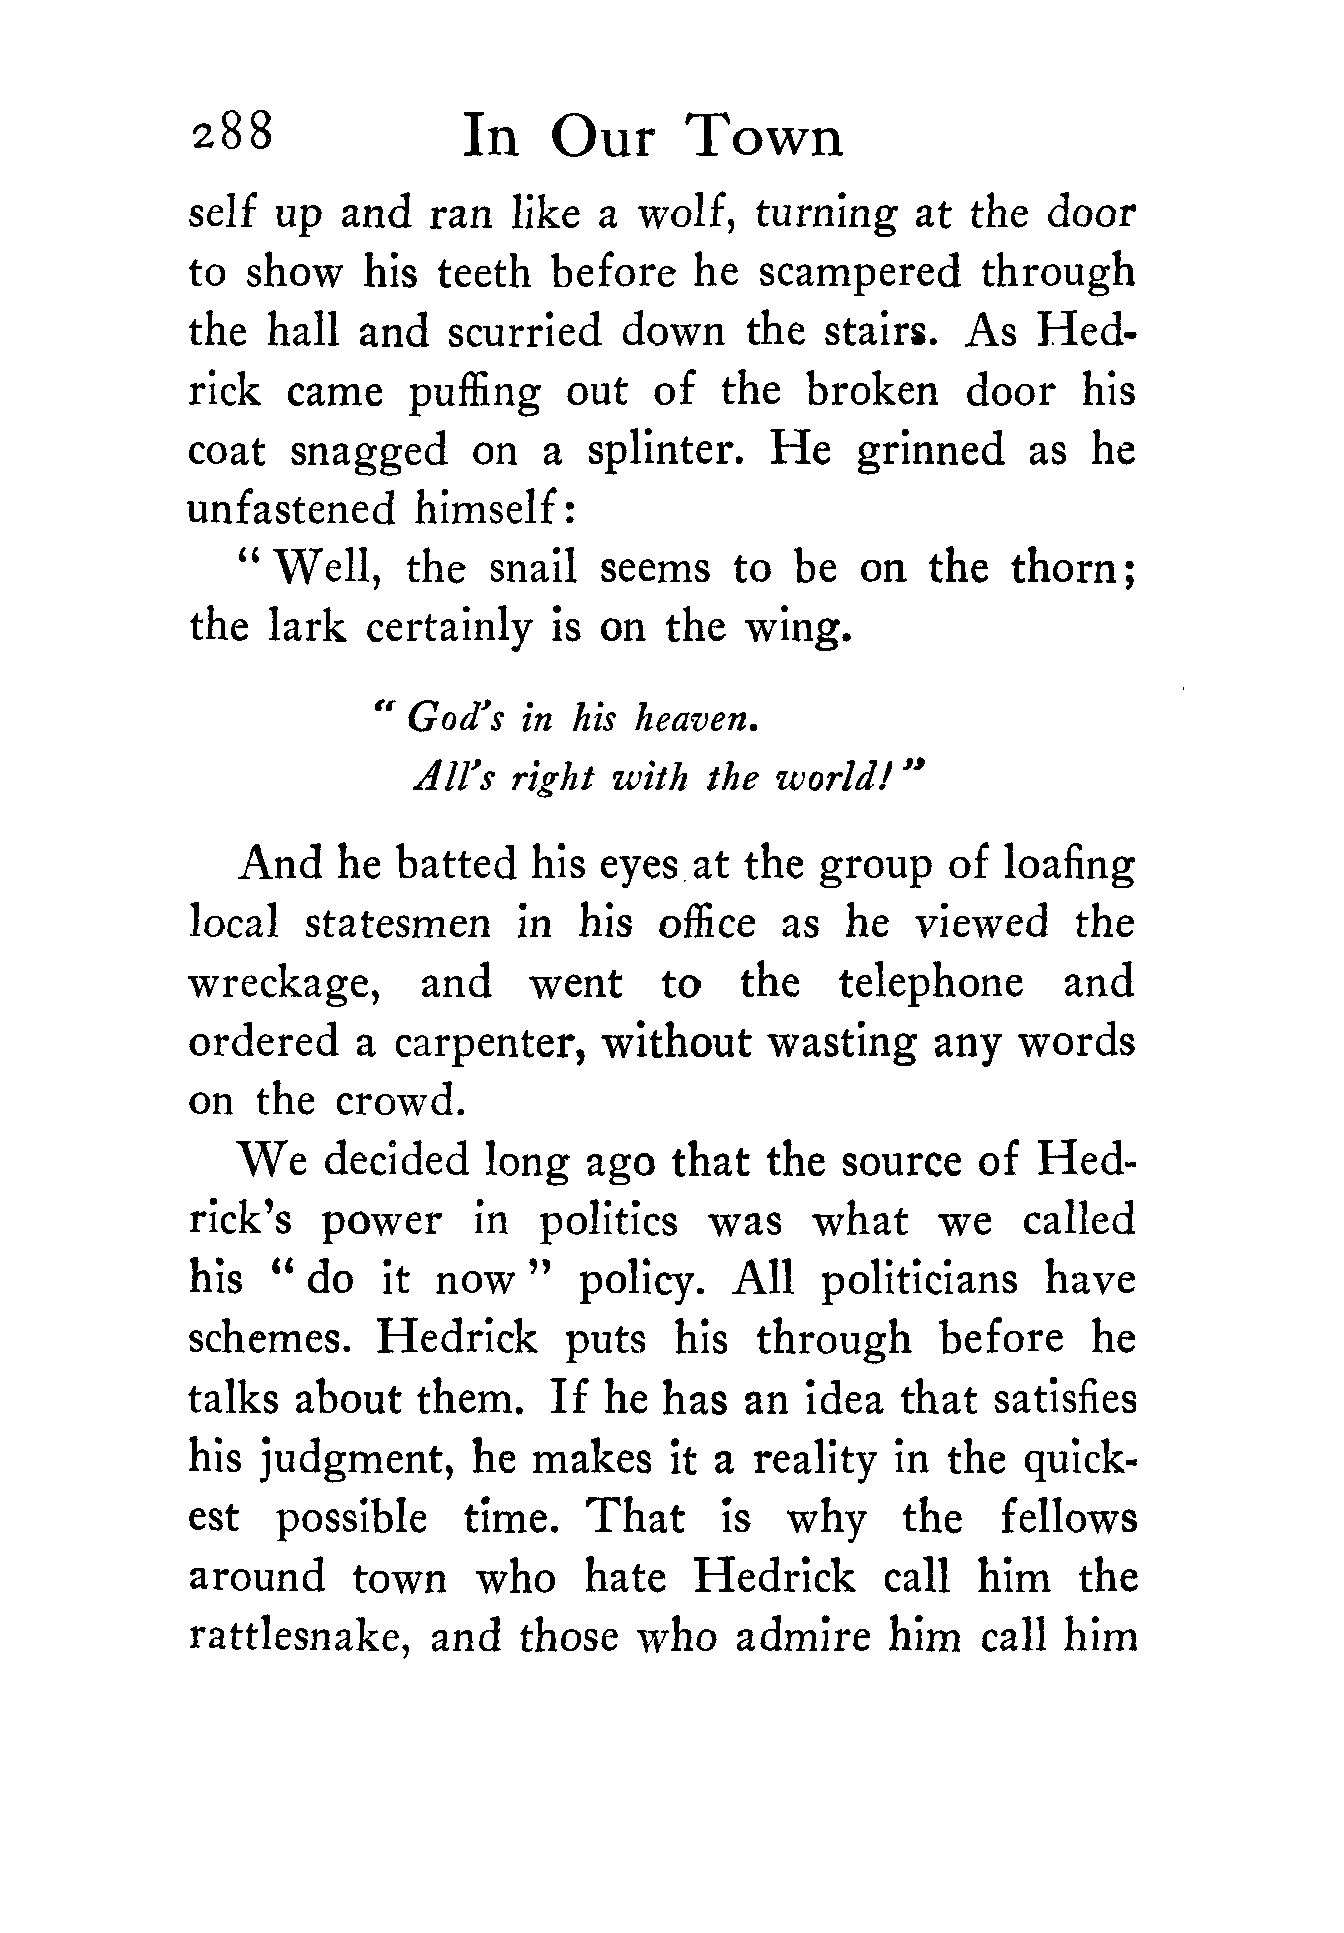 288 In Our Town
self up and ran like a wolf, turning at the door
to show his teeth before he scampered through
the hall and scurried down the stairs. As Hed-
rick came puffing out of the broken door his
coat snagged on a splinter. He grinned as he
unfastened himself:
" Well, the snail seems to be on the thorn;
the lark certainly is on the wing.
" God's in his heaven.
All's right with the world! "
And he batted his eyes at the group of loafing
local statesmen in his office as he viewed the
wreckage, and went to the telephone and
ordered a carpenter, without wasting any words
on the crowd.
We decided long ago that the source of Hed-
rick's power in politics was what we called
his " do it now " policy. All politicians have
schemes. Hedrick puts his through before he
talks about them. If he has an idea that satisfies
his judgment, he makes it a reality in the quick-
est possible time. That is why the fellows
around town who hate Hedrick call him the
rattlesnake, and those who admire him call him